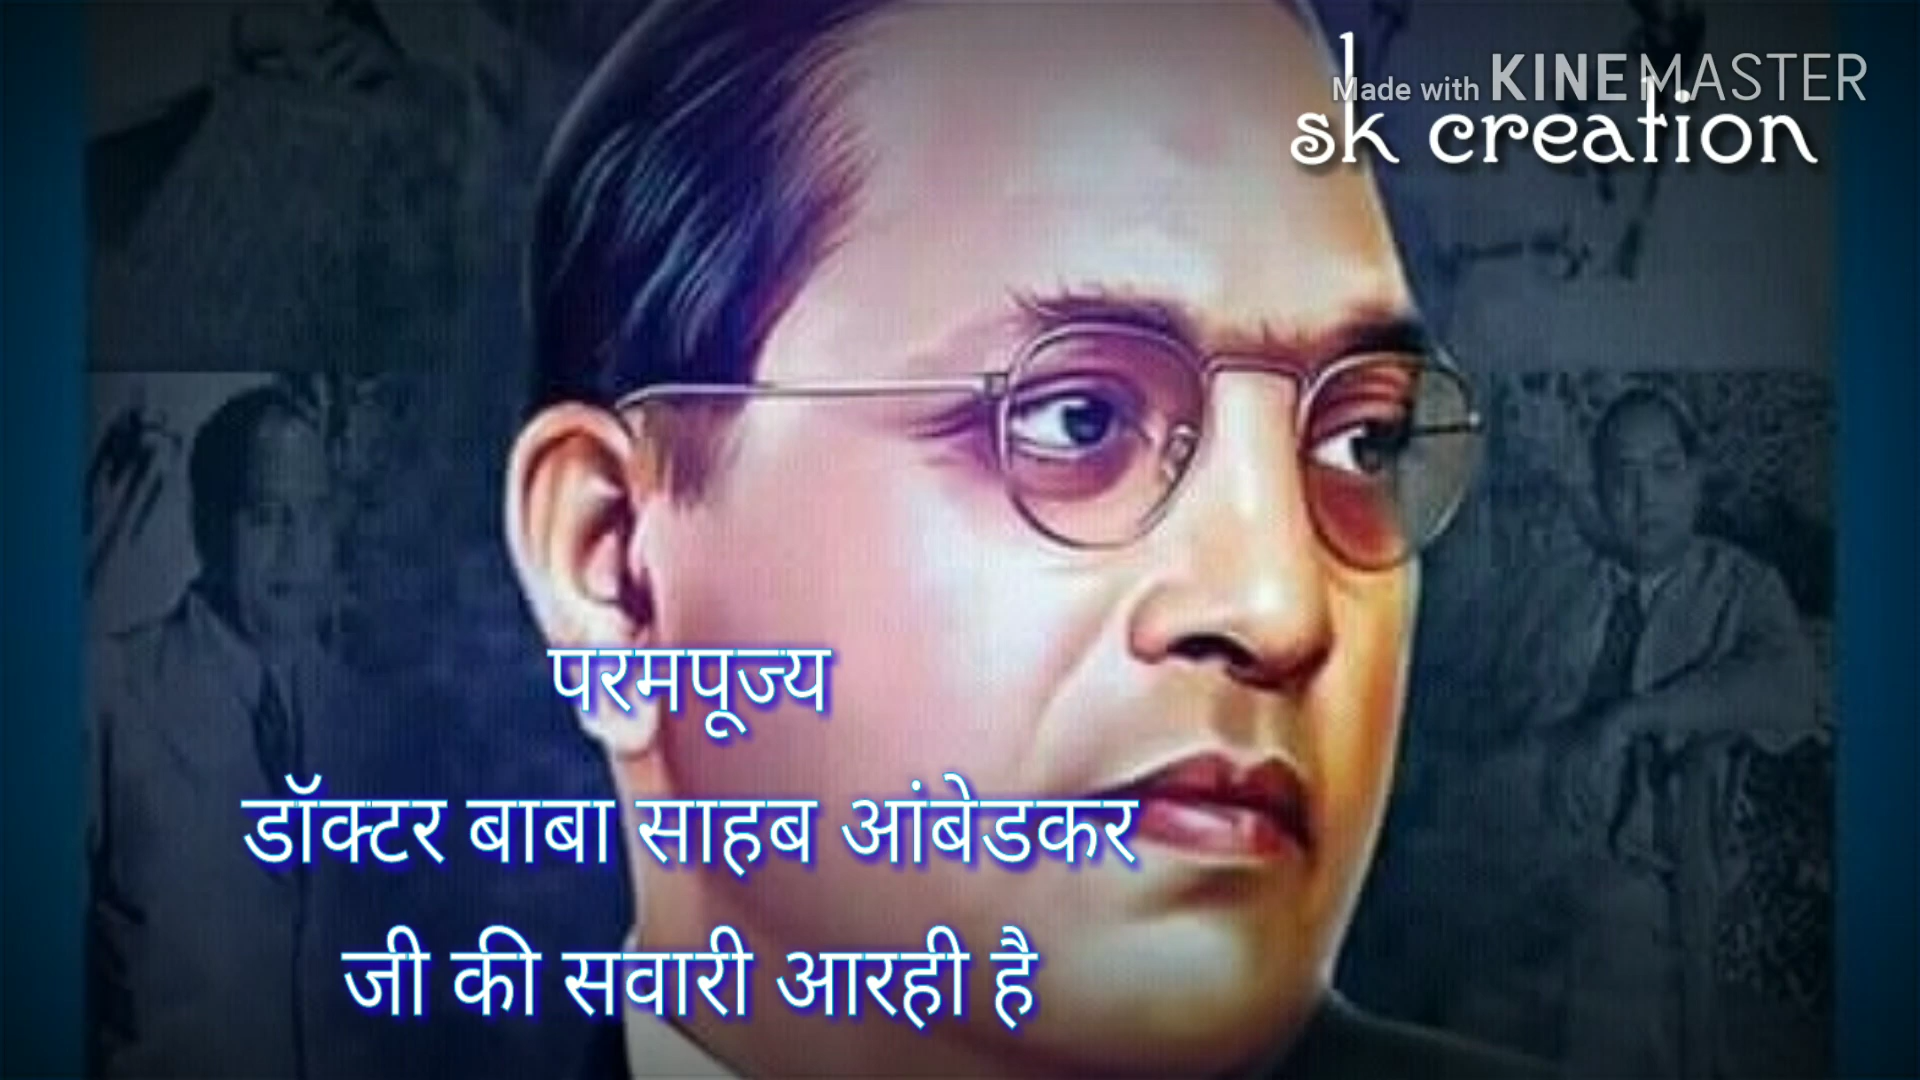 Made with KINEMASTER
sk creation
परमपूज्य
डॉक्टर बाबा साहब आंबेडकर
जी की सवारी आरही है